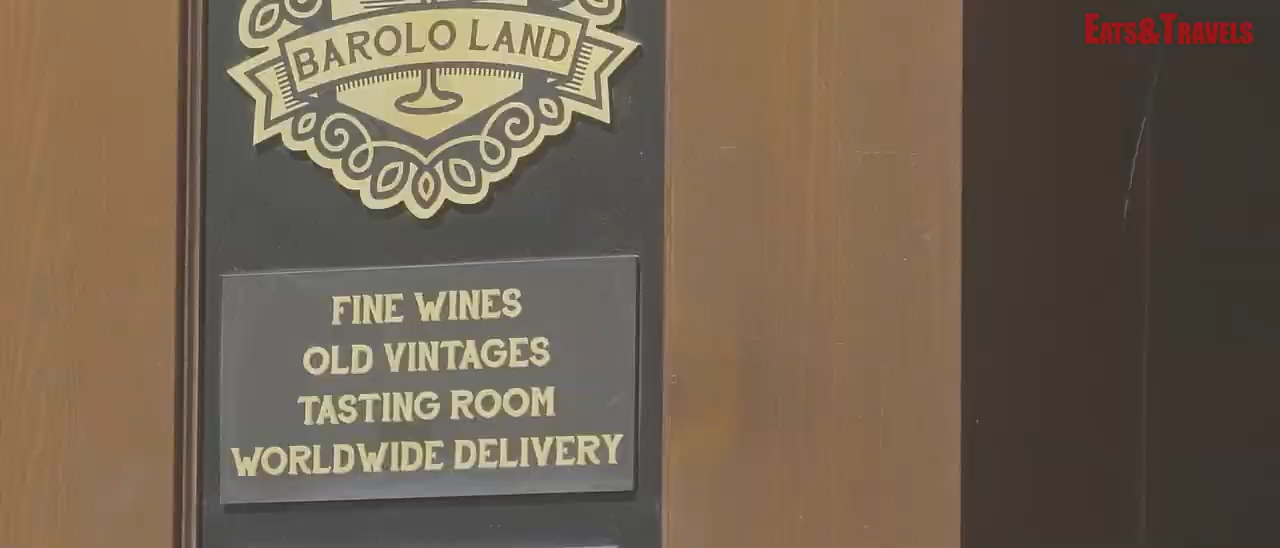 EATS&TRAVELS
BAROLO LAND
FINE WINES
OLD VINTAGES
TASTING ROOM
WORLDWIDE DELIVERY